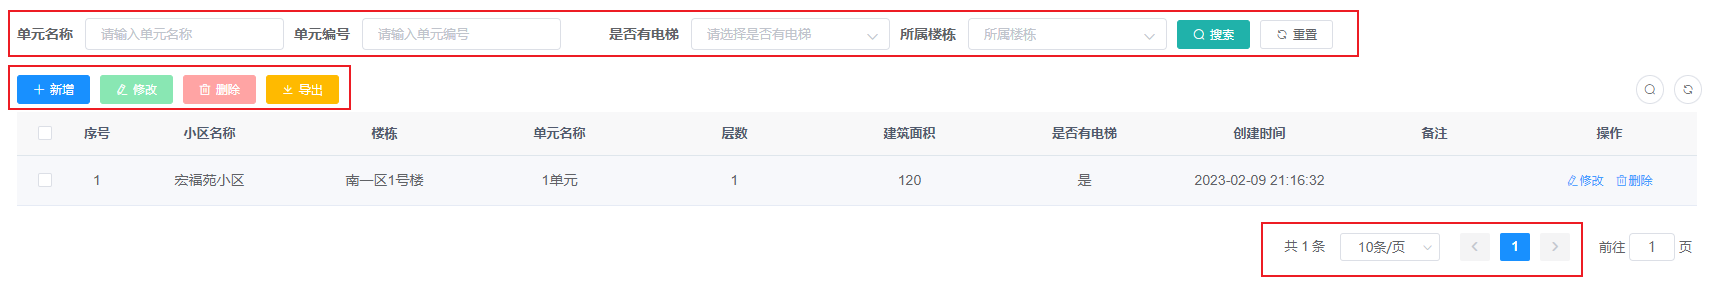 单元名称 请输入单元名称 单元编号 请输入单元编号 是否有电梯 请选择是否有电梯 所属楼栋 所属楼栋 搜索 重置
新增 修改 删除 导出
序号 小区名称 楼栋 单元名称 层数 建筑面积 是否有电梯 创建时间 备注 操作
1 宏福苑小区 南一区1号楼 1单元 1 120 是 2023-02-09 21:16:32 修改 删除
共 1 条 10条/页 1 前往 1 页